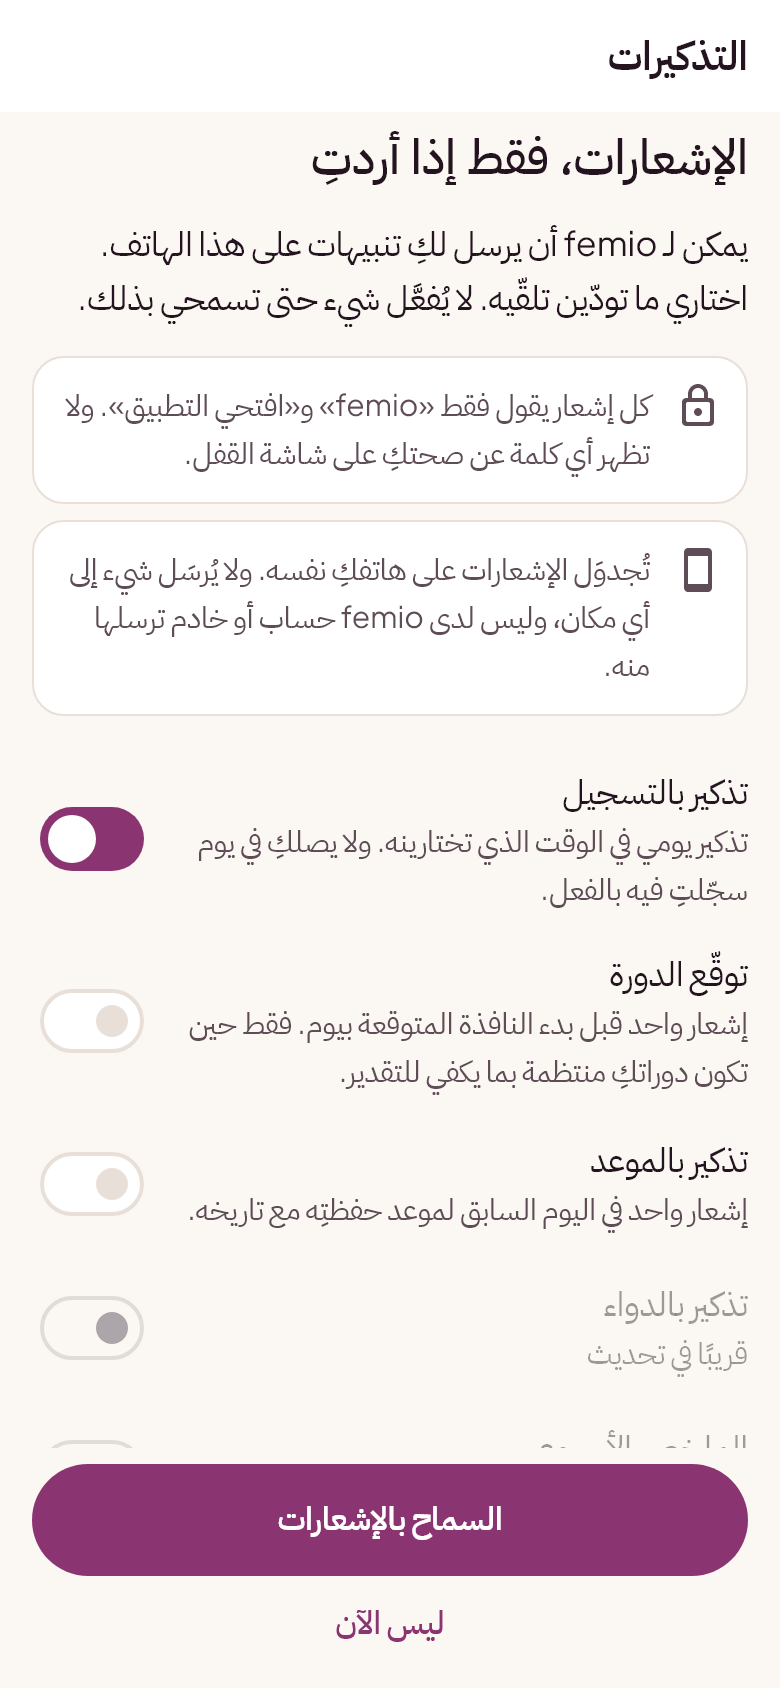 التذكيرات
الإشعارات، فقط إذا أردتِ
يمكن لـ femio أن يرسل لكِ تنبيهات على هذا الهاتف.
اختاري ما تودّين تلقّيه. لا يُفعَّل شيء حتى تسمحي بذلك.
كل إشعار يقول فقط «femio» و«افتحي التطبيق». ولا
تظهر أي كلمة عن صحتكِ على شاشة القفل.
تُجدوَل الإشعارات على هاتفكِ نفسه. ولا يُرسَل شيء إلى
أي مكان، وليس لدى femio حساب أو خادم ترسلها
منه.
تذكير بالتسجيل
تذكير يومي في الوقت الذي تختارينه. ولا يصلكِ في يوم
سجّلتِ فيه بالفعل.
توقّع الدورة
إشعار واحد قبل بدء النافذة المتوقعة بيوم. فقط حين
تكون دوراتكِ منتظمة بما يكفي للتقدير.
تذكير بالموعد
إشعار واحد في اليوم السابق لموعد حفظتِه مع تاريخه.
تذكير بالدواء
قريبًا في تحديث
السماح بالإشعارات
ليس الآن